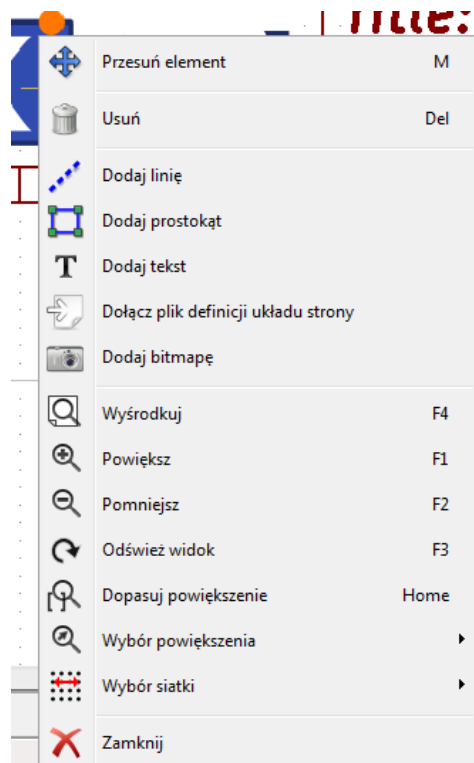 Title:
Przesuń element M
Usuń Del
Dodaj linię
Dodaj prostokąt
T Dodaj tekst
Dołącz plik definicji układu strony
Dodaj bitmapę
Wyśrodkuj F4
Powiększ F1
Pomniejsz F2
Odśwież widok F3
Dopasuj powiększenie Home
Wybór powiększenia
Wybór siatki
Zamknij